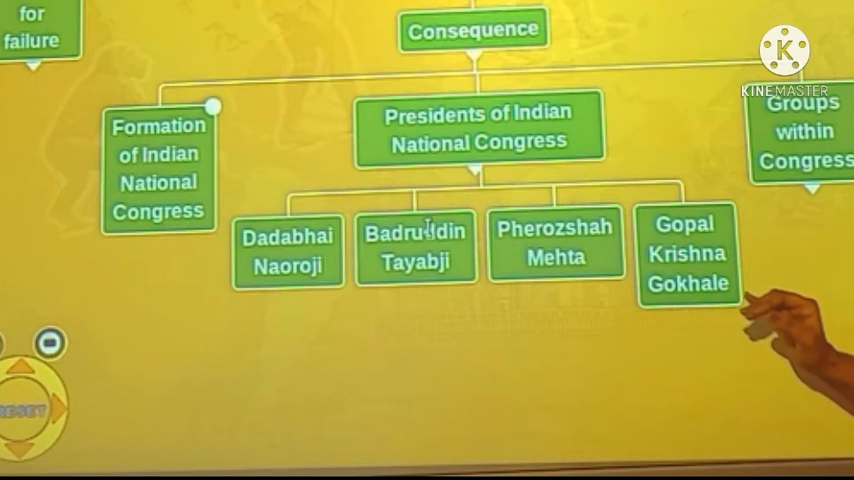 for
failure
Consequence
K
KINEMASTER
Formation
of Indian
National
Congress
Presidents of Indian
National Congress
Groups
within
Congress
Dadabhai
Naoroji
Badruddin
Tayabji
Pherozshah
Mehta
Gopal
Krishna
Gokhale
RESET